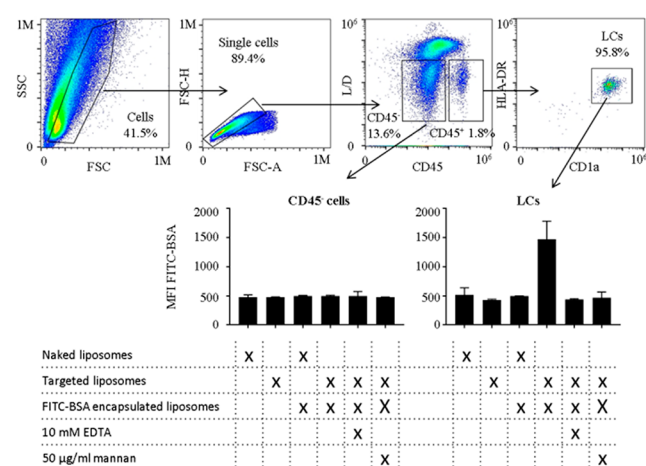 SSC
Cells
41.5%
0
FSC
1M
FSC-H
Single cells
89.4%
0
FSC-A
1M
10⁶
L/D
CD45⁻
13.6%
CD45⁺ 1.8%
0
CD45
10⁶
10⁶
HLA-DR
LCs
95.8%
0
0
CD1a
10⁶
CD45⁻ cells
LCs
MFI FITC-BSA
2000
1500
1000
500
0
2000
1500
1000
500
0
Naked liposomes X X X X
Targeted liposomes X X X X X X X X
FITC-BSA encapsulated liposomes X X X X X X X X
10 mM EDTA X X
50 µg/ml mannan X X